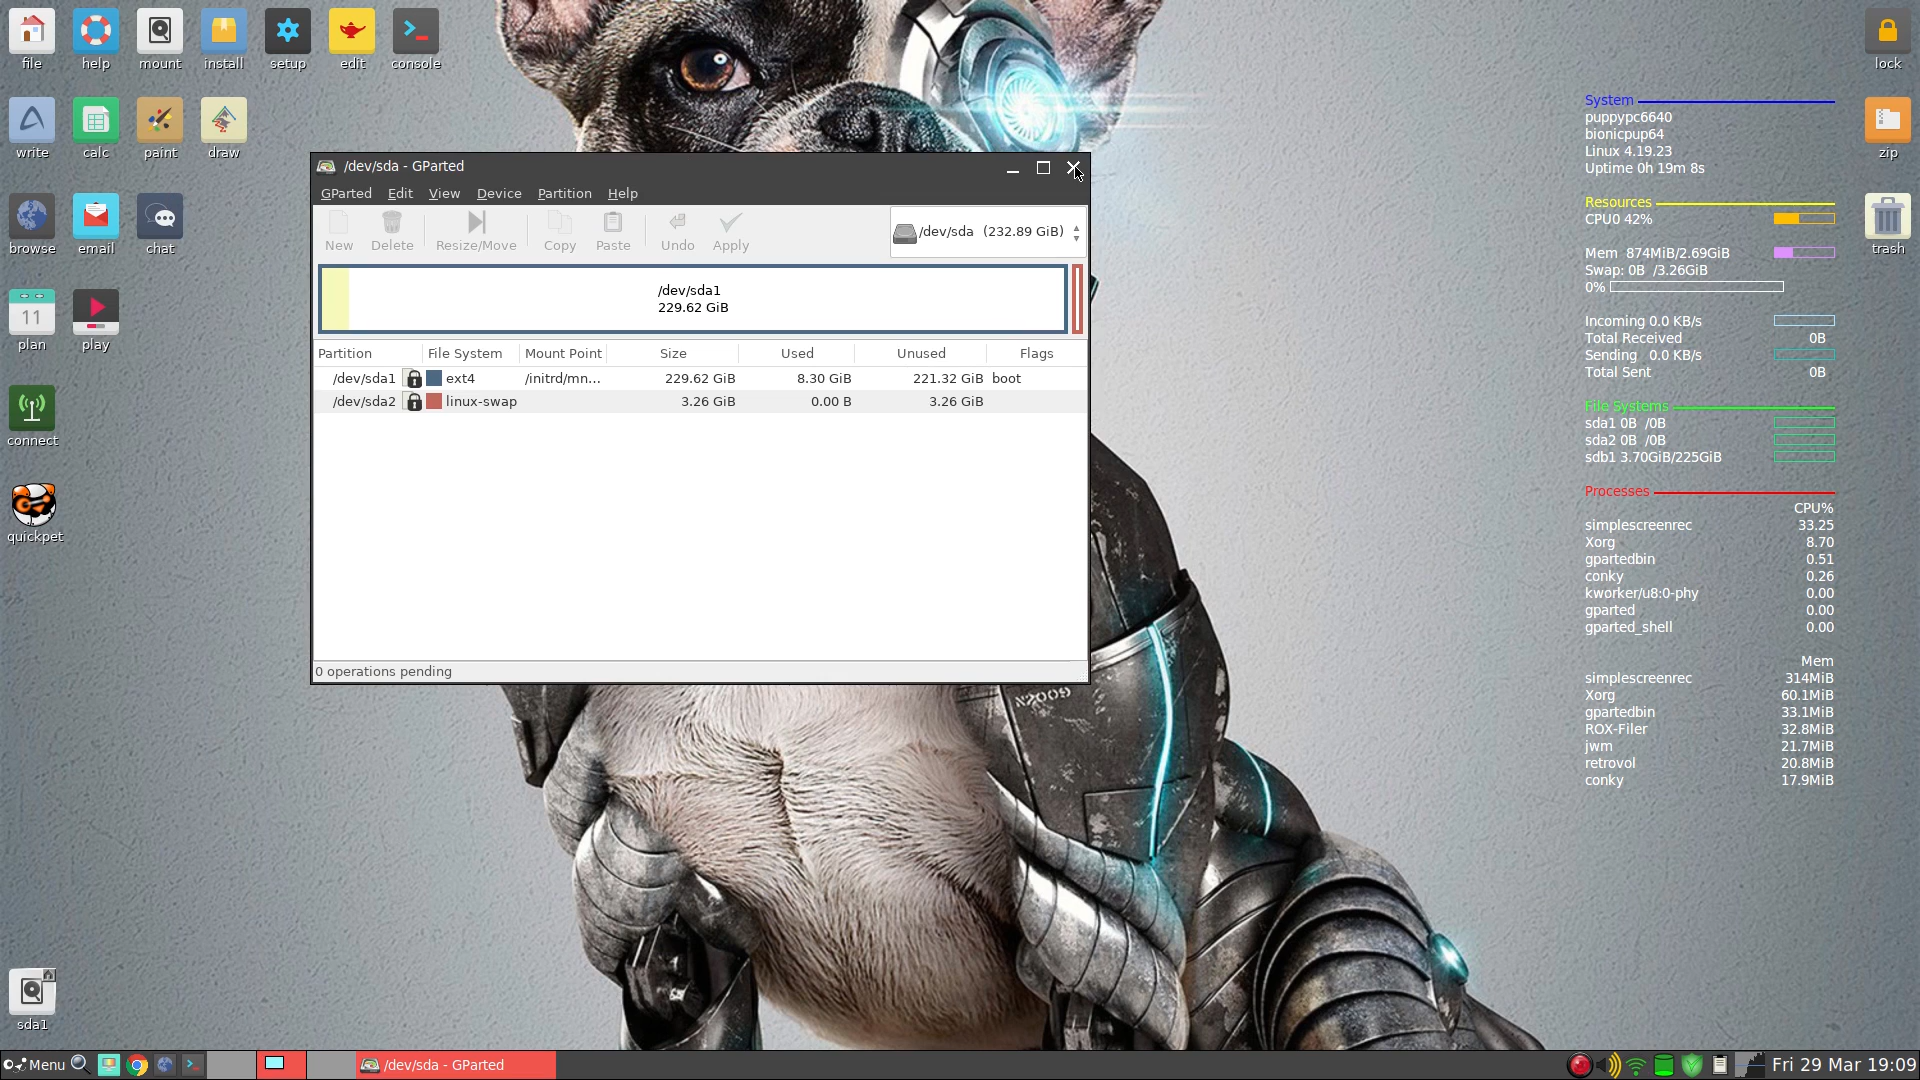 file
help
mount
install
setup
edit
console
lock
write
calc
paint
draw
zip
browse
email
chat
trash
11
plan
play
connect
quickpet
sda1
/dev/sda - GParted
GParted Edit View Device Partition Help
New Delete Resize/Move Copy Paste Undo Apply
/dev/sda (232.89 GiB)
/dev/sda1
229.62 GiB
Partition File System Mount Point Size Used Unused Flags
/dev/sda1 ext4 /initrd/mn... 229.62 GiB 8.30 GiB 221.32 GiB boot
/dev/sda2 linux-swap 3.26 GiB 0.00 B 3.26 GiB
0 operations pending
System
puppypc6640
bionicpup64
Linux 4.19.23
Uptime 0h 19m 8s
Resources
CPU0 42%
Mem 874MiB/2.69GiB
Swap: 0B /3.26GiB
0%
Incoming 0.0 KB/s
Total Received 0B
Sending 0.0 KB/s
Total Sent 0B
File Systems
sda1 0B /0B
sda2 0B /0B
sdb1 3.70GiB/225GiB
Processes
CPU%
simplescreenrec 33.25
Xorg 8.70
gpartedbin 0.51
conky 0.26
kworker/u8:0-phy 0.00
gparted 0.00
gparted_shell 0.00
Mem
simplescreenrec 314MiB
Xorg 60.1MiB
gpartedbin 33.1MiB
ROX-Filer 32.8MiB
jwm 21.7MiB
retrovol 20.8MiB
conky 17.9MiB
N2009
Menu
/dev/sda - GParted
Fri 29 Mar 19:09